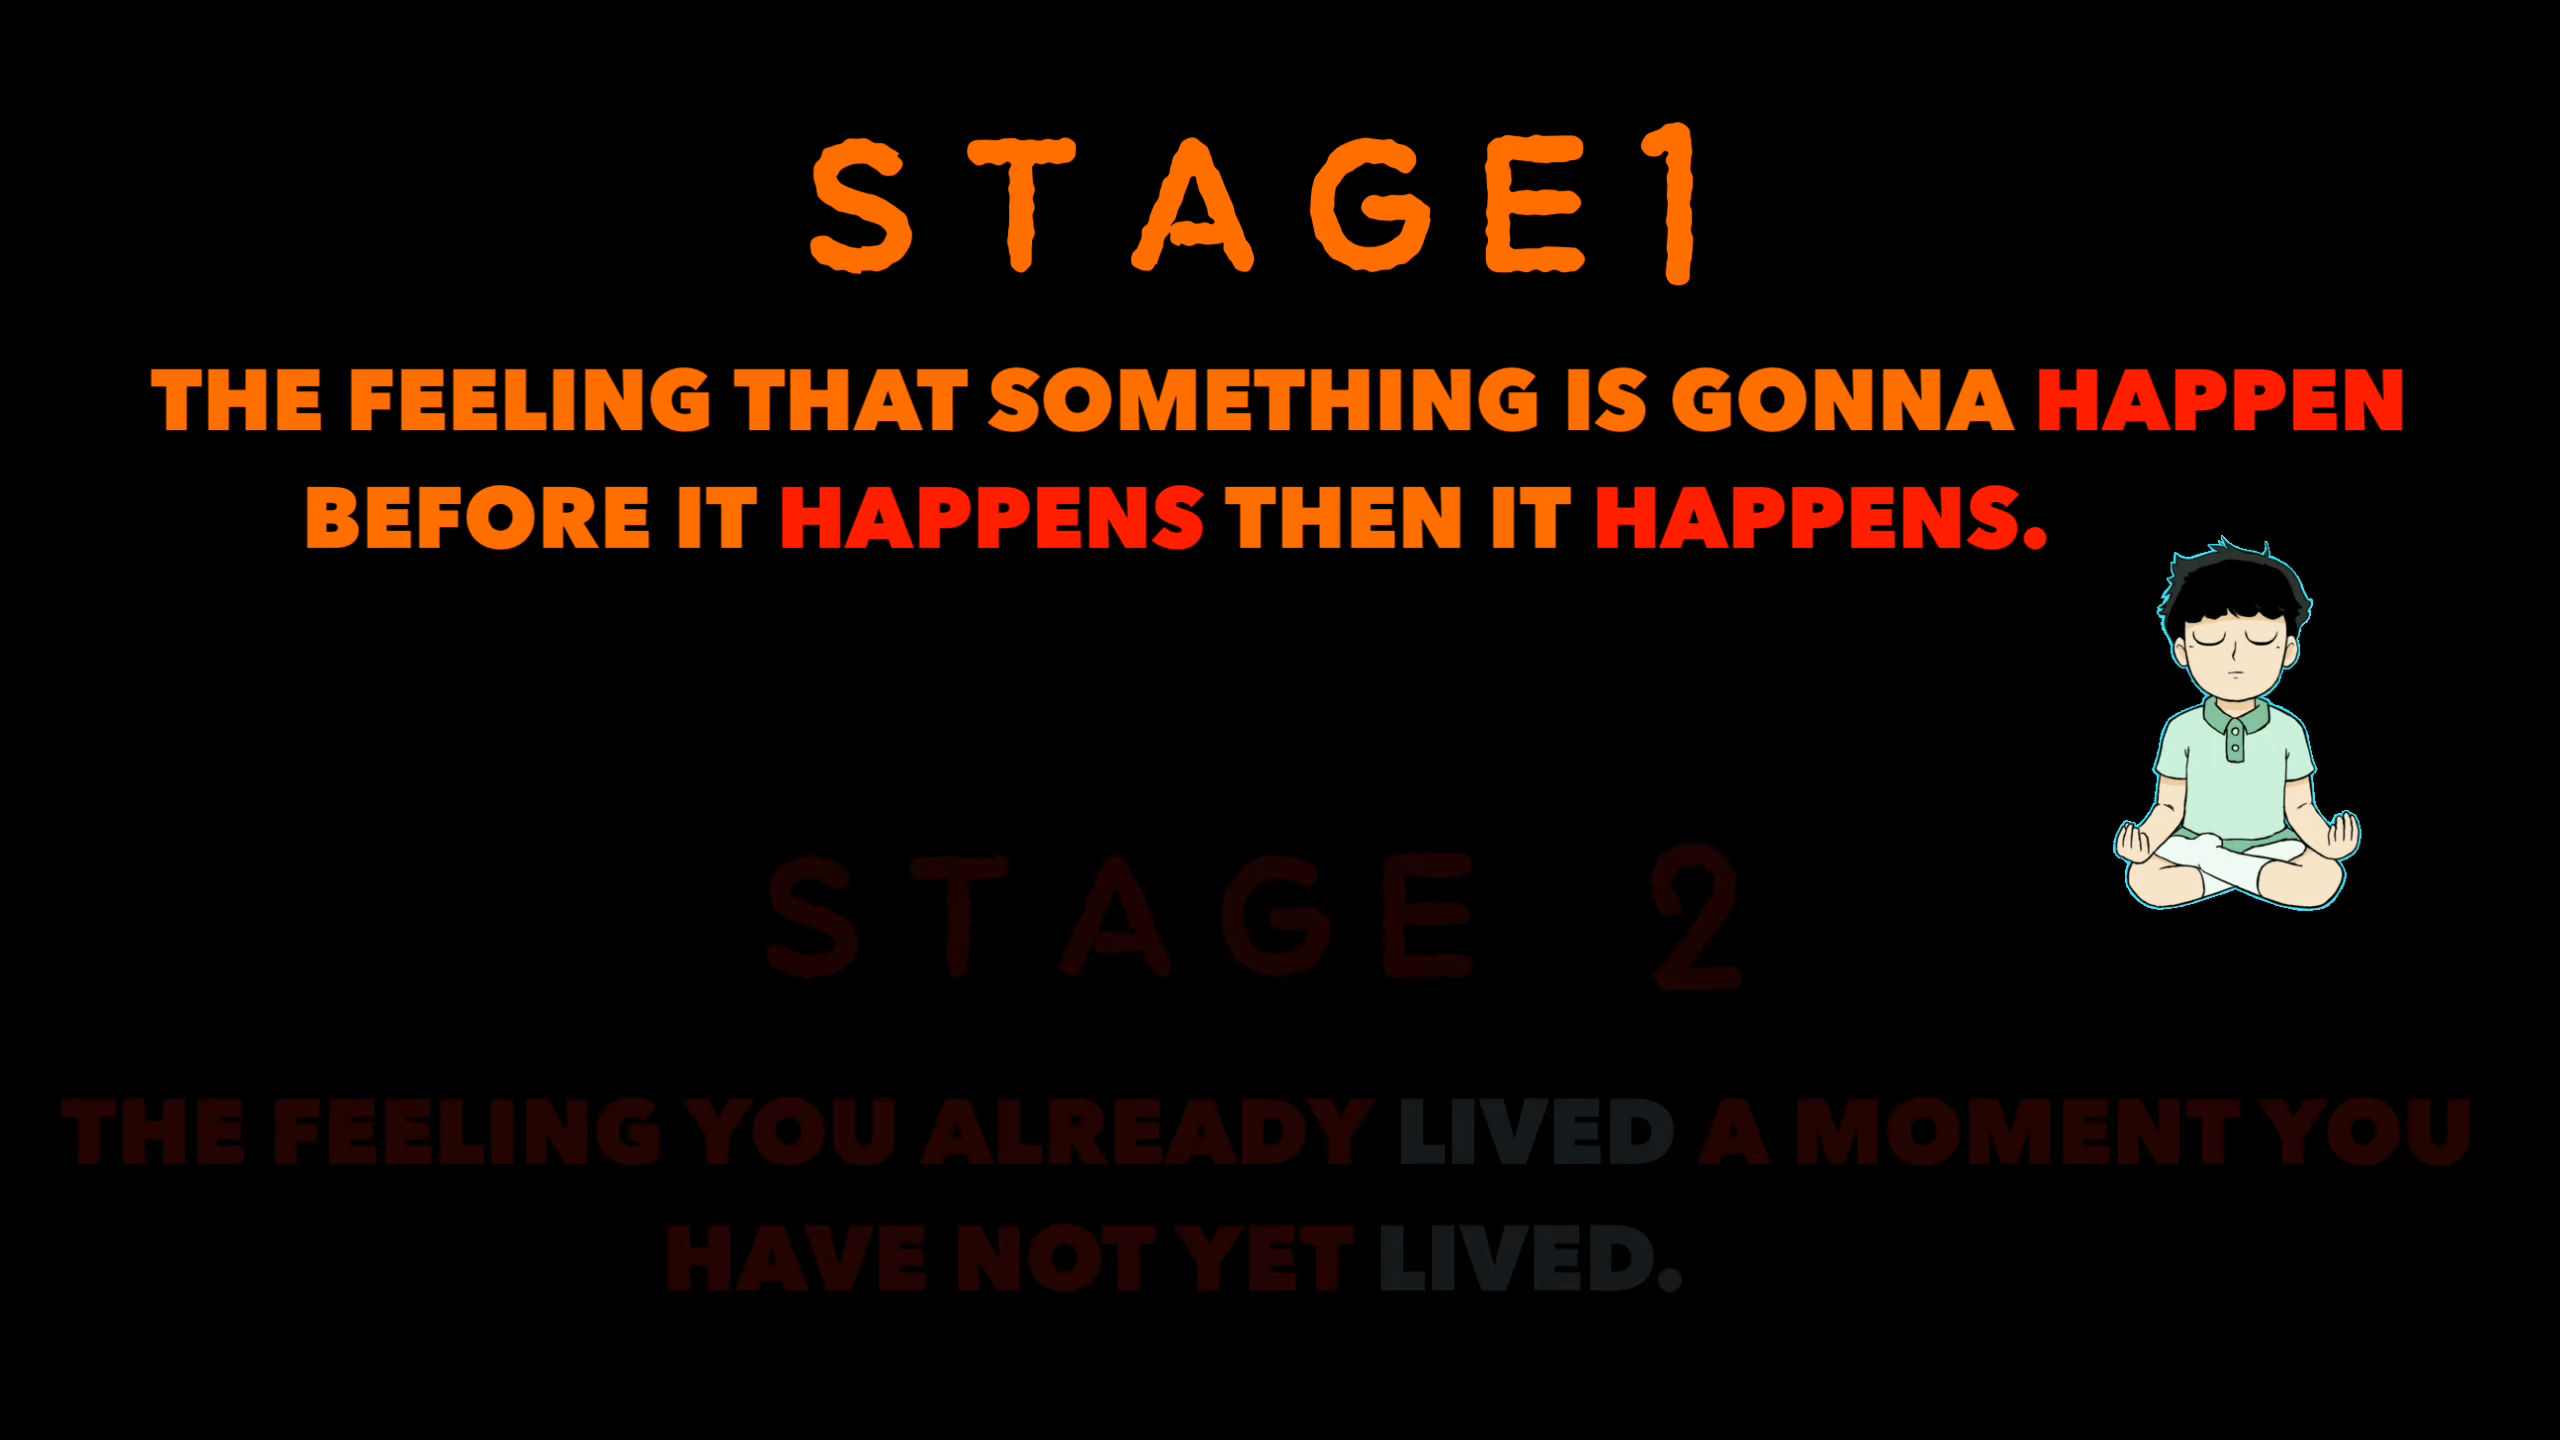 STAGE1
THE FEELING THAT SOMETHING IS GONNA HAPPEN
BEFORE IT HAPPENS THEN IT HAPPENS.
STAGE 2
THE FEELING YOU ALREADY LIVED A MOMENT YOU
HAVE NOT YET LIVED.